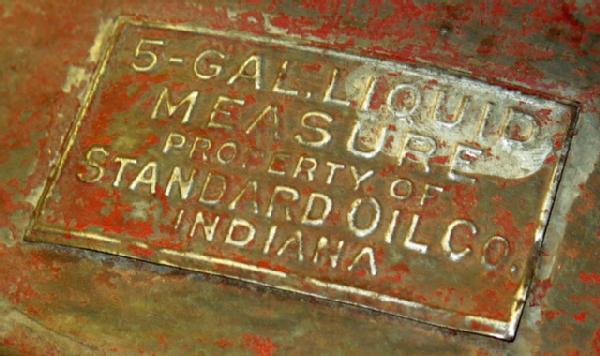 5-GAL. LIQUID
MEASURE
PROPERTY OF
STANDARD OIL CO.
INDIANA